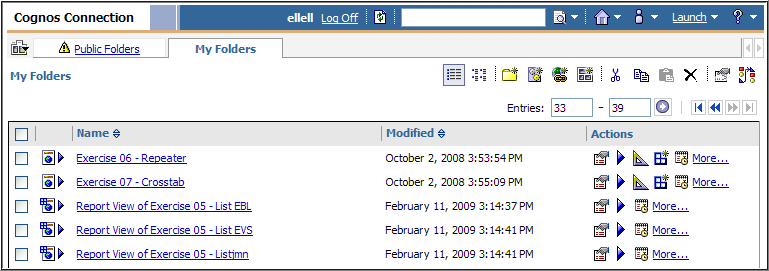 Cognos Connection ellell Log Off Launch ?
Public Folders My Folders
My Folders
Entries: 33 - 39
Name Modified Actions
Exercise 06 - Repeater October 2, 2008 3:53:54 PM More...
Exercise 07 - Crosstab October 2, 2008 3:55:09 PM More...
Report View of Exercise 05 - List EBL February 11, 2009 3:14:37 PM More...
Report View of Exercise 05 - List EVS February 11, 2009 3:14:41 PM More...
Report View of Exercise 05 - Listjmn February 11, 2009 3:14:41 PM More...